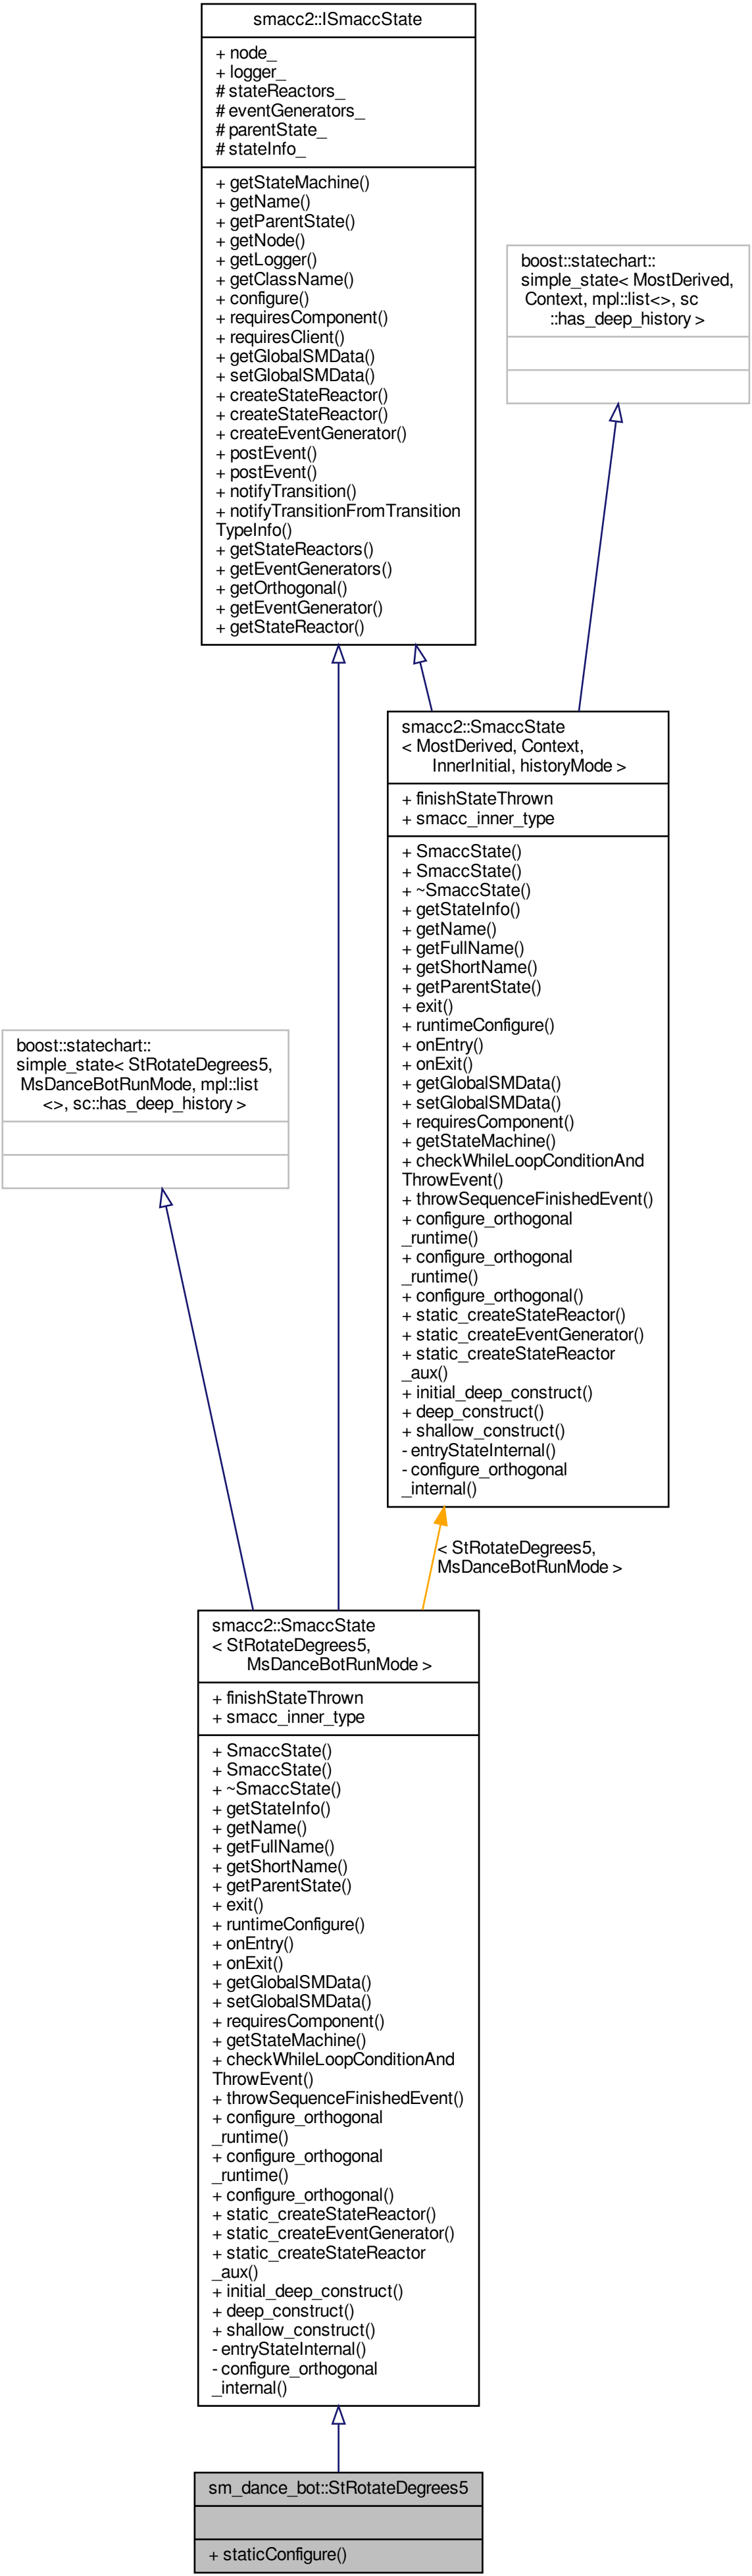 smacc2::ISmaccState
+ node_
+ logger_
# stateReactors_
# eventGenerators_
# parentState_
# stateInfo_
+ getStateMachine()
+ getName()
+ getParentState()
+ getNode()
+ getLogger()
+ getClassName()
+ configure()
+ requiresComponent()
+ requiresClient()
+ getGlobalSMData()
+ setGlobalSMData()
+ createStateReactor()
+ createStateReactor()
+ createEventGenerator()
+ postEvent()
+ postEvent()
+ notifyTransition()
+ notifyTransitionFromTransition
TypeInfo()
+ getStateReactors()
+ getEventGenerators()
+ getOrthogonal()
+ getEventGenerator()
+ getStateReactor()
boost::statechart::
simple_state< MostDerived,
Context, mpl::list<>, sc
::has_deep_history >
smacc2::SmaccState
< MostDerived, Context,
InnerInitial, historyMode >
+ finishStateThrown
+ smacc_inner_type
+ SmaccState()
+ SmaccState()
+ ~SmaccState()
+ getStateInfo()
+ getName()
+ getFullName()
+ getShortName()
+ getParentState()
+ exit()
+ runtimeConfigure()
+ onEntry()
+ onExit()
+ getGlobalSMData()
+ setGlobalSMData()
+ requiresComponent()
+ getStateMachine()
+ checkWhileLoopConditionAnd
ThrowEvent()
+ throwSequenceFinishedEvent()
+ configure_orthogonal
_runtime()
+ configure_orthogonal
_runtime()
+ configure_orthogonal()
+ static_createStateReactor()
+ static_createEventGenerator()
+ static_createStateReactor
_aux()
+ initial_deep_construct()
+ deep_construct()
+ shallow_construct()
- entryStateInternal()
- configure_orthogonal
_internal()
boost::statechart::
simple_state< StRotateDegrees5,
MsDanceBotRunMode, mpl::list
<>, sc::has_deep_history >
< StRotateDegrees5,
MsDanceBotRunMode >
smacc2::SmaccState
< StRotateDegrees5,
MsDanceBotRunMode >
+ finishStateThrown
+ smacc_inner_type
+ SmaccState()
+ SmaccState()
+ ~SmaccState()
+ getStateInfo()
+ getName()
+ getFullName()
+ getShortName()
+ getParentState()
+ exit()
+ runtimeConfigure()
+ onEntry()
+ onExit()
+ getGlobalSMData()
+ setGlobalSMData()
+ requiresComponent()
+ getStateMachine()
+ checkWhileLoopConditionAnd
ThrowEvent()
+ throwSequenceFinishedEvent()
+ configure_orthogonal
_runtime()
+ configure_orthogonal
_runtime()
+ configure_orthogonal()
+ static_createStateReactor()
+ static_createEventGenerator()
+ static_createStateReactor
_aux()
+ initial_deep_construct()
+ deep_construct()
+ shallow_construct()
- entryStateInternal()
- configure_orthogonal
_internal()
sm_dance_bot::StRotateDegrees5
+ staticConfigure()